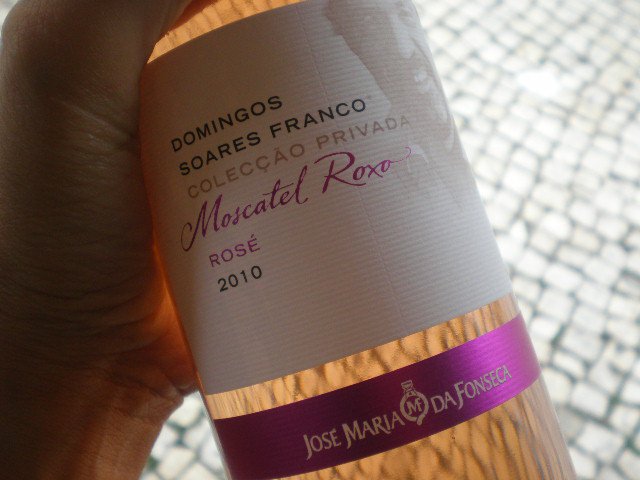 DOMINGOS
SOARES FRANCO
COLECÇÃO PRIVADA
Moscatel Roxo
ROSÉ
2010
JOSÉ MARIA DA FONSECA